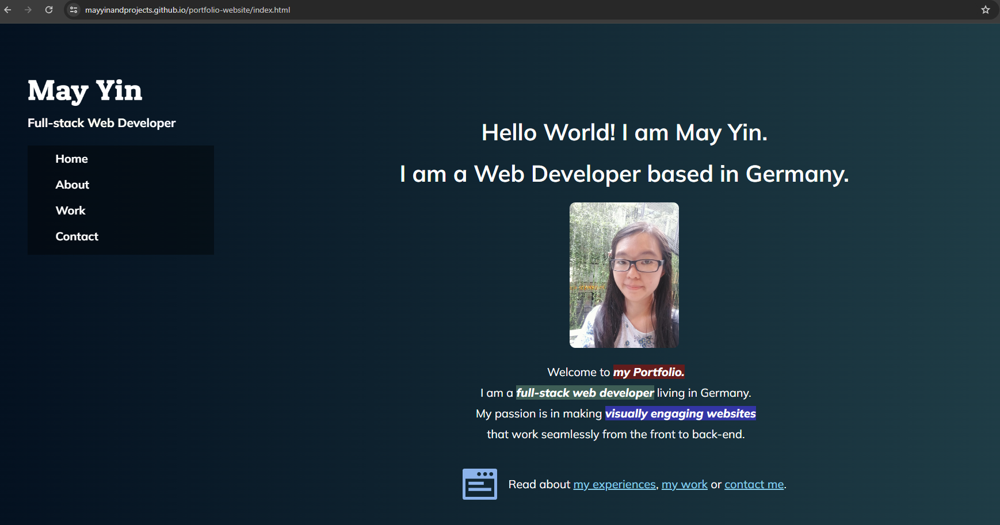 mayyinandprojects.github.io/portfolio-website/index.html
May Yin
Full-stack Web Developer
Home
About
Work
Contact
Hello World! I am May Yin.
I am a Web Developer based in Germany.
Welcome to my Portfolio.
I am a full-stack web developer living in Germany.
My passion is in making visually engaging websites
that work seamlessly from the front to back-end.
Read about my experiences, my work or contact me.